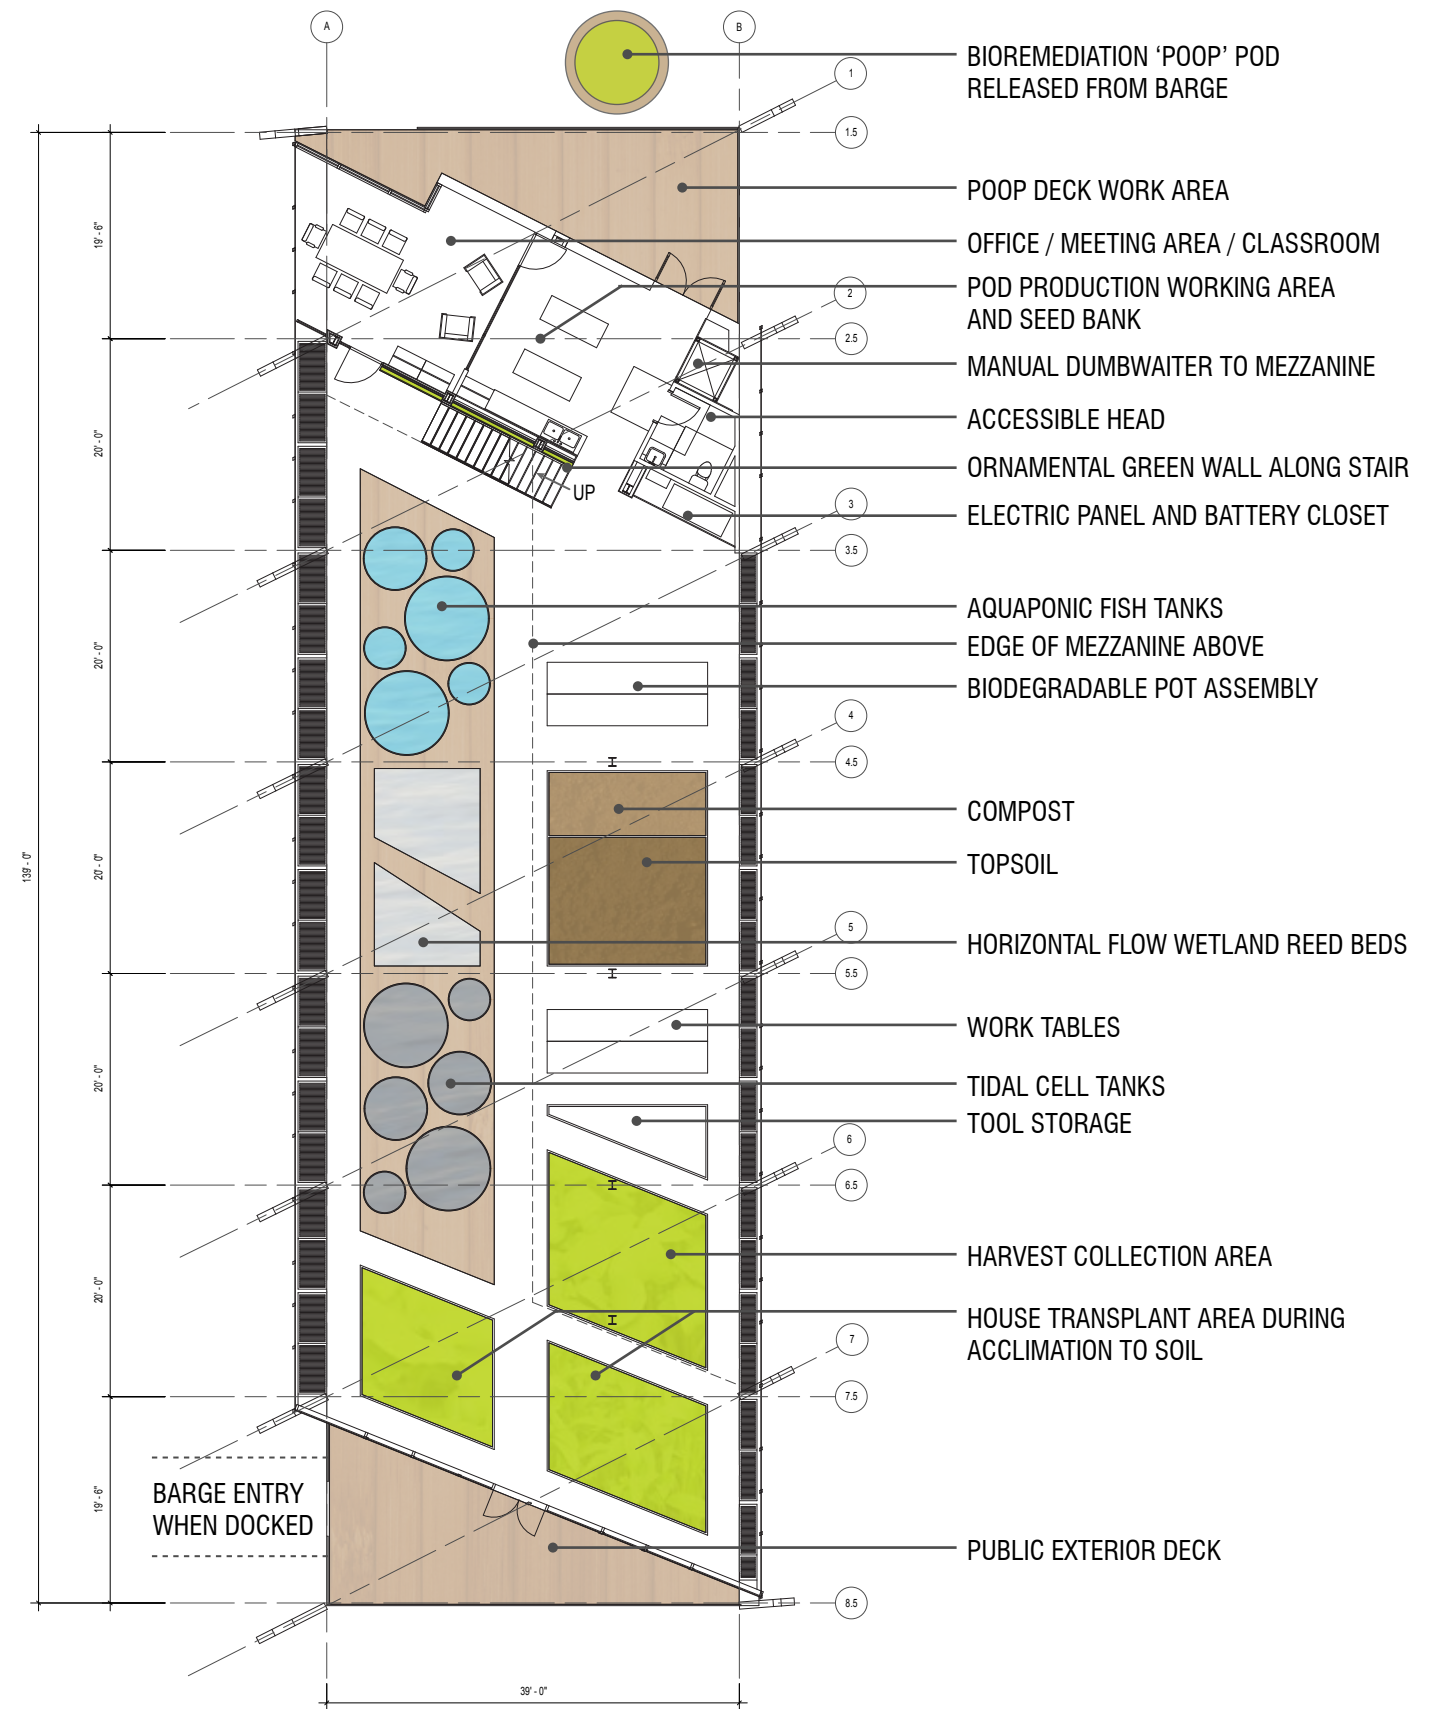 A
B
BIOREMEDIATION ‘POOP’ POD
RELEASED FROM BARGE
1
1.5
POOP DECK WORK AREA
19' - 6"
OFFICE / MEETING AREA / CLASSROOM
POD PRODUCTION WORKING AREA
AND SEED BANK
2
2.5
MANUAL DUMBWAITER TO MEZZANINE
ACCESSIBLE HEAD
20' - 0"
ORNAMENTAL GREEN WALL ALONG STAIR
UP
3
ELECTRIC PANEL AND BATTERY CLOSET
3.5
AQUAPONIC FISH TANKS
EDGE OF MEZZANINE ABOVE
20' - 0"
BIODEGRADABLE POT ASSEMBLY
4
4.5
COMPOST
TOPSOIL
139' - 0"
20' - 0"
5
HORIZONTAL FLOW WETLAND REED BEDS
5.5
WORK TABLES
20' - 0"
TIDAL CELL TANKS
TOOL STORAGE
6
6.5
HARVEST COLLECTION AREA
20' - 0"
HOUSE TRANSPLANT AREA DURING
ACCLIMATION TO SOIL
7
7.5
BARGE ENTRY
WHEN DOCKED
19' - 6"
PUBLIC EXTERIOR DECK
8.5
39' - 0"